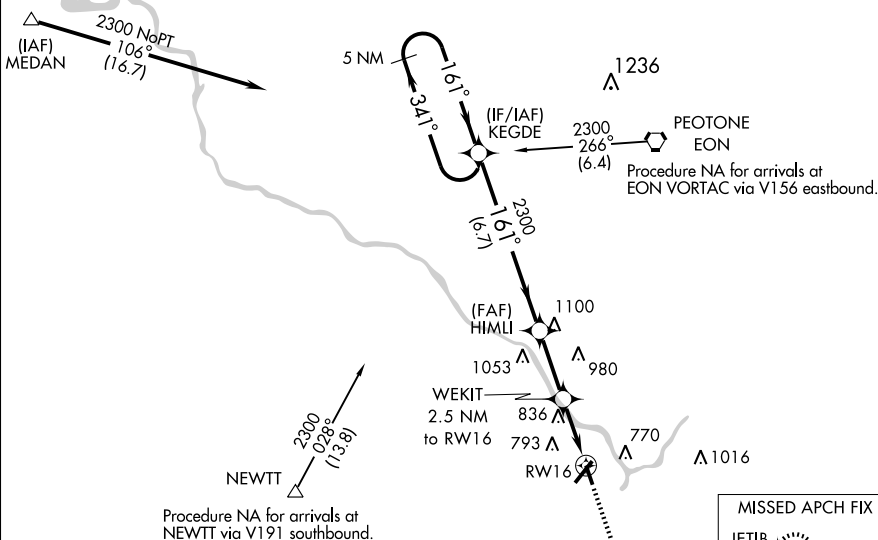 2300 NoPT
106°
(16.7)
(IAF)
MEDAN
5 NM
161°
341°
1236
(IF/IAF)
KEGDE
2300
266°
(6.4)
PEOTONE
EON
Procedure NA for arrivals at
EON VORTAC via V156 eastbound.
2300
161°
(6.7)
(FAF)
HIMLI
1100
1053
980
WEKIT
2.5 NM
to RW16
836
793
770
1016
RW16
2300
028°
(13.8)
NEWTT
Procedure NA for arrivals at
NEWTT via V191 southbound.
MISSED APCH FIX